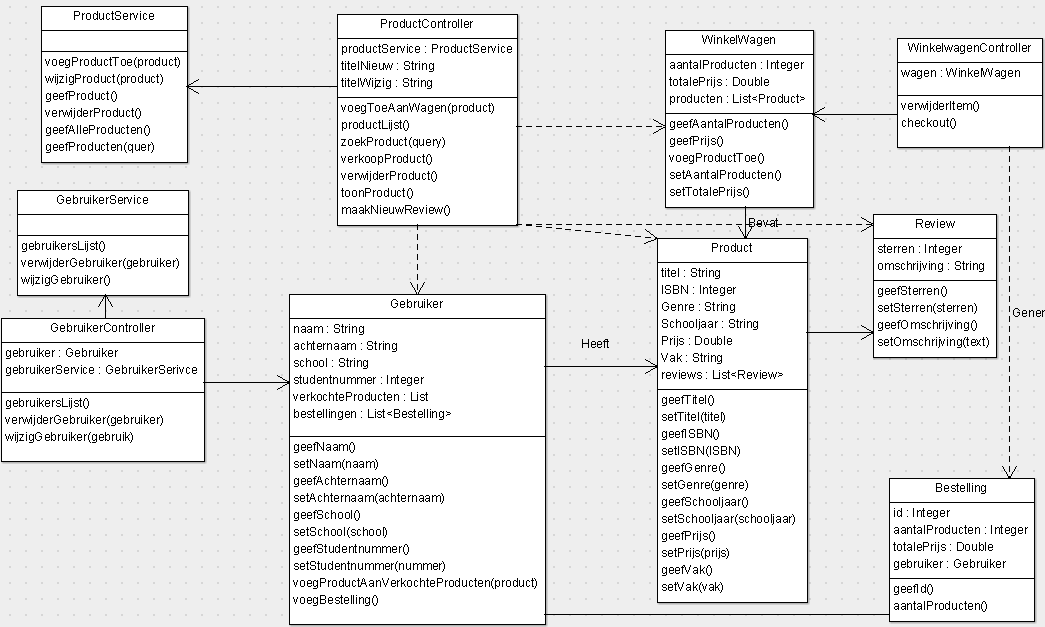 ProductService
voegProductToe(product)
wijzigProduct(product)
geefProduct()
verwijderProduct()
geefAlleProducten()
geefProducten(quer)
ProductController
productService : ProductService
titelNieuw : String
titelWijzig : String
voegToeAanWagen(product)
productLijst()
zoekProduct(query)
verkoopProduct()
verwijderProduct()
toonProduct()
maakNieuwReview()
WinkelWagen
aantalProducten : Integer
totalePrijs : Double
producten : List<Product>
geefAantalProducten()
geefPrijs()
voegProductToe()
setAantalProducten()
setTotalePrijs()
WinkelwagenController
wagen : WinkelWagen
verwijderItem()
checkout()
GebruikerService
gebruikersLijst()
verwijderGebruiker(gebruiker)
wijzigGebruiker()
Bevat
Review
sterren : Integer
omschrijving : String
geefSterren()
setSterren(sterren)
geefOmschrijving()
setOmschrijving(text)
Gener
GebruikerController
gebruiker : Gebruiker
gebruikerService : GebruikerSerivce
gebruikersLijst()
verwijderGebruiker(gebruiker)
wijzigGebruiker(gebruik)
Gebruiker
naam : String
achternaam : String
school : String
studentnummer : Integer
verkochteProducten : List
bestellingen : List<Bestelling>
geefNaam()
setNaam(naam)
geefAchternaam()
setAchternaam(achternaam)
geefSchool()
setSchool(school)
geefStudentnummer()
setStudentnummer(nummer)
voegProductAanVerkochteProducten(product)
voegBestelling()
Heeft
Product
titel : String
ISBN : Integer
Genre : String
Schooljaar : String
Prijs : Double
Vak : String
reviews : List<Review>
geefTitel()
setTitel(titel)
geefISBN()
setISBN(ISBN)
geefGenre()
setGenre(genre)
geefSchooljaar()
setSchooljaar(schooljaar)
geefPrijs()
setPrijs(prijs)
geefVak()
setVak(vak)
Bestelling
id : Integer
aantalProducten : Integer
totalePrijs : Double
gebruiker : Gebruiker
geefId()
aantalProducten()